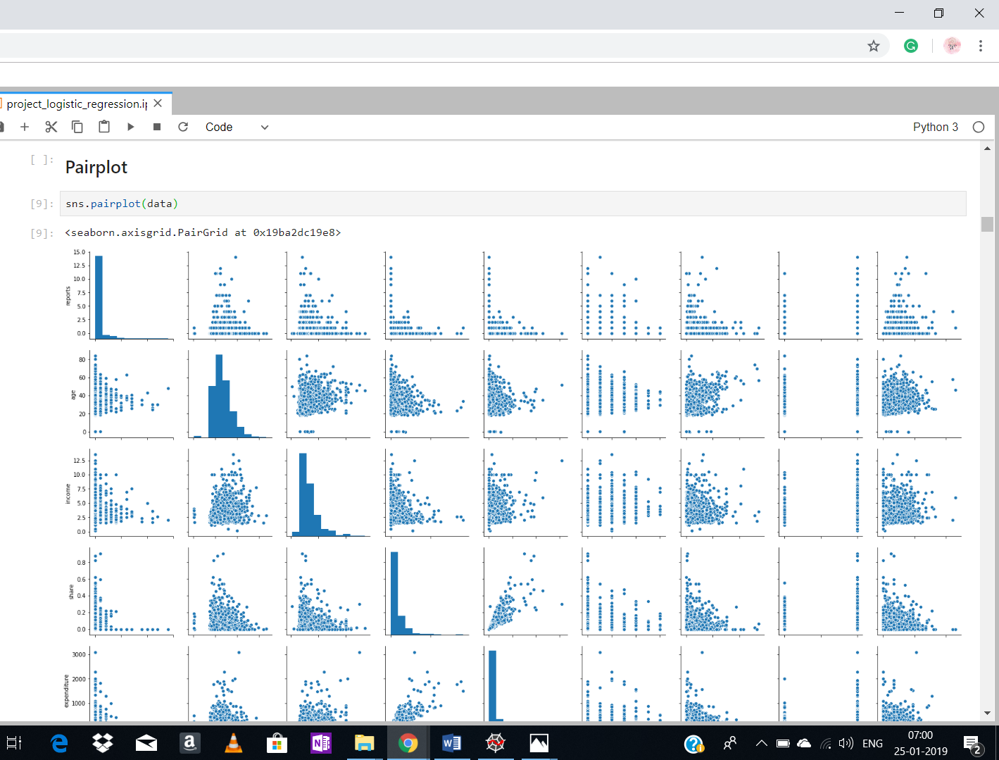 project_logistic_regression.ip
Code
Python 3
[ ]:
Pairplot
[9]:
sns.pairplot(data)
[9]:
<seaborn.axisgrid.PairGrid at 0x19ba2dc19e8>
15.0
12.5
10.0
7.5
5.0
2.5
0.0
reports
80
60
40
20
0
age
12.5
10.0
7.5
5.0
2.5
0.0
income
0.8
0.6
0.4
0.2
0.0
share
3000
2000
1000
expenditure
ENG
07:00
25-01-2019
2